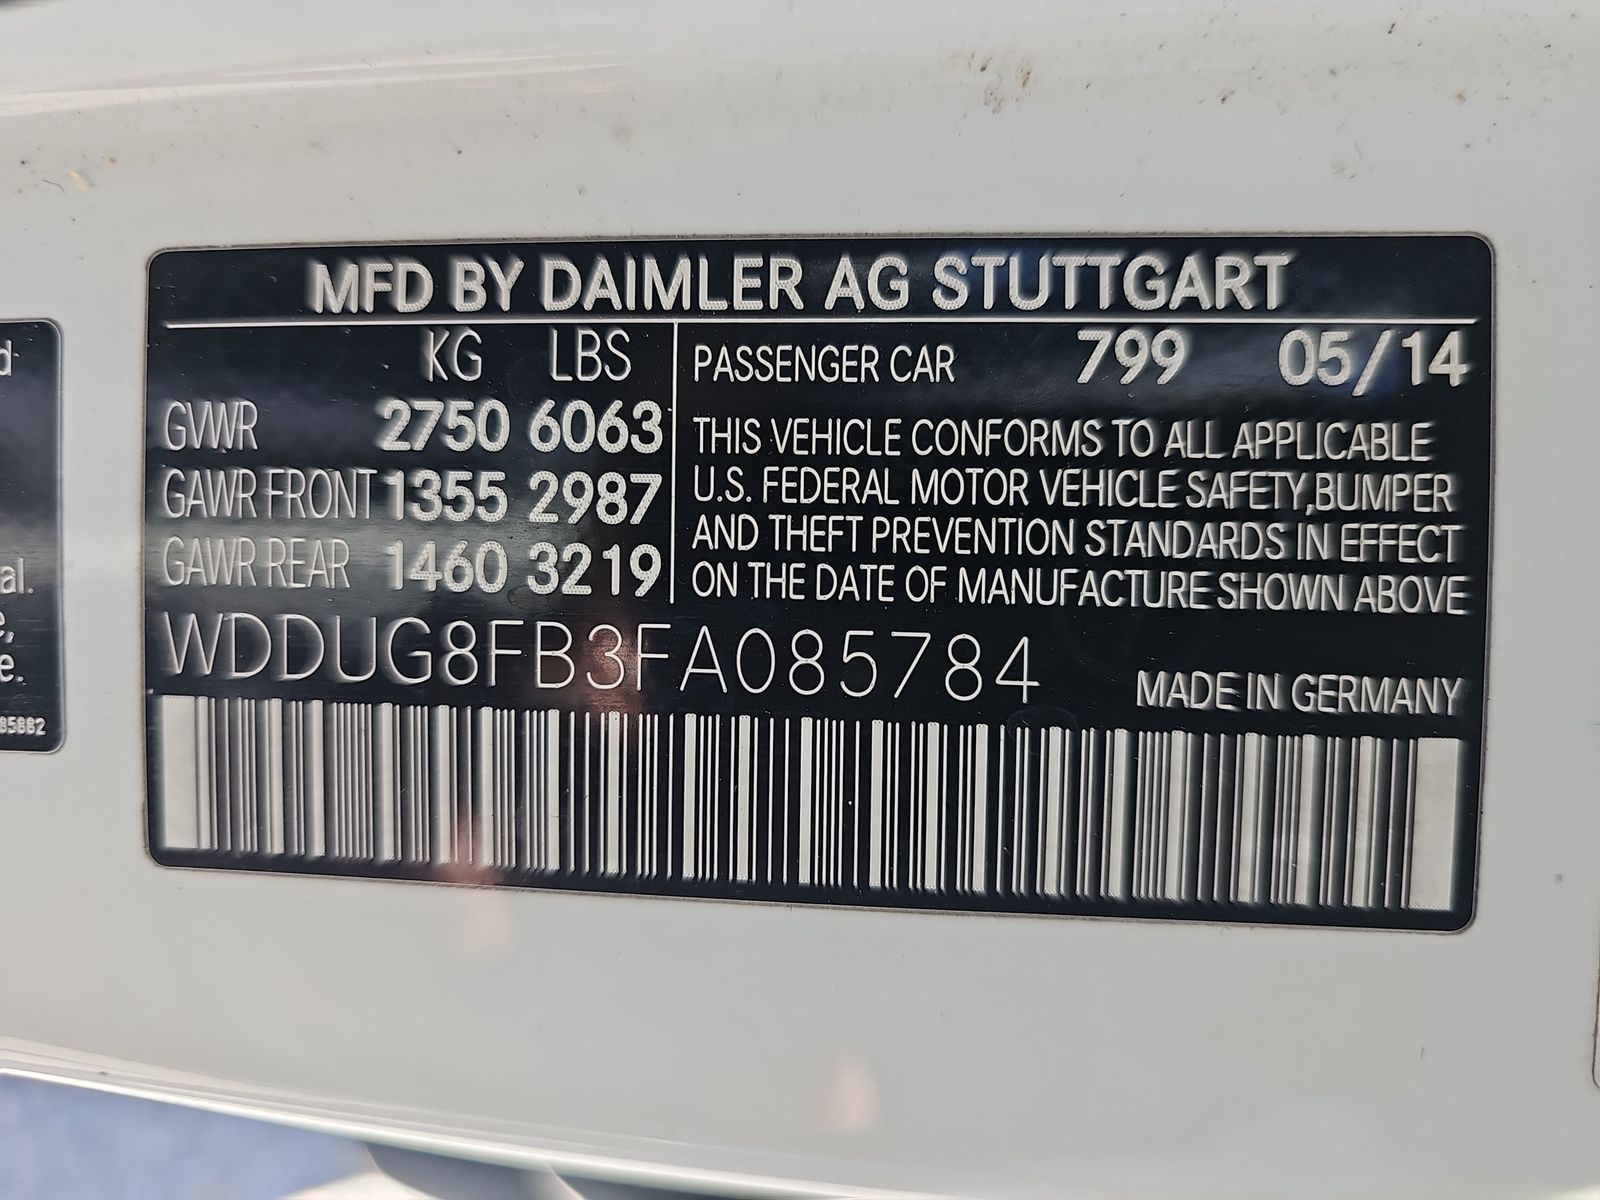 MFD BY DAIMLER AG STUTTGART
KG LBS
GVWR 2750 6063
GAWR FRONT 1355 2987
GAWR REAR 1460 3219
PASSENGER CAR 799 05/14
THIS VEHICLE CONFORMS TO ALL APPLICABLE
U.S. FEDERAL MOTOR VEHICLE SAFETY,BUMPER
AND THEFT PREVENTION STANDARDS IN EFFECT
ON THE DATE OF MANUFACTURE SHOWN ABOVE
WDDUG8FB3FA085784
MADE IN GERMANY